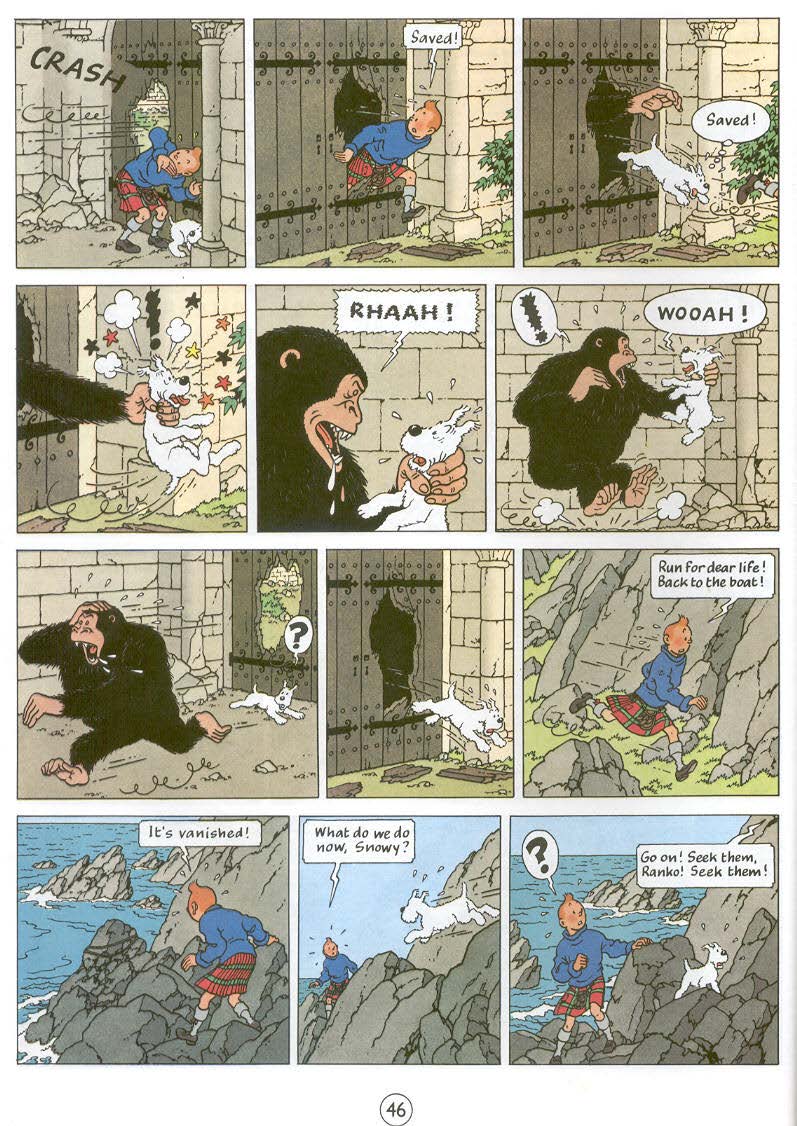 CRASH
Saved!
Saved!
!
RHAAH!
!
WOOAH!
?
Run for dear life!
Back to the boat!
It's vanished!
What do we do
now, Snowy?
?
Go on! Seek them,
Ranko! Seek them!
46